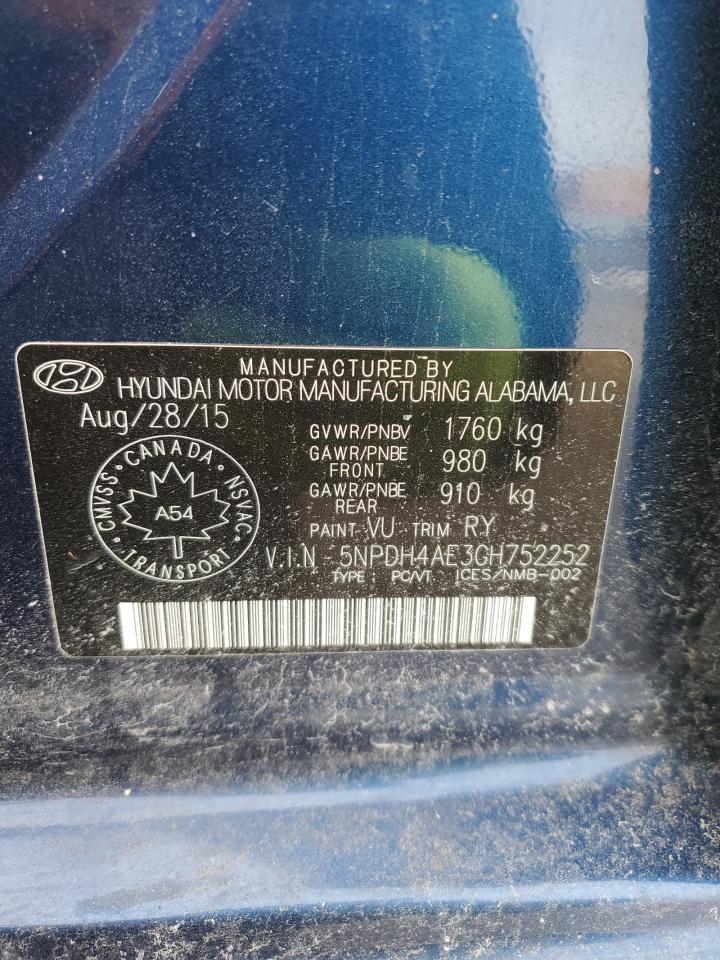 MANUFACTURED BY
HYUNDAI MOTOR MANUFACTURING ALABAMA, LLC
Aug/28/15
GVWR/PNBV 1760 kg
GAWR/PNBE FRONT 980 kg
GAWR/PNBE REAR 910 kg
PAINT VU TRIM RY
V.I.N 5NPDH4AE3GH752252
TYPE: PC/VT ICES/NMB-002
CMVSS • CANADA • NSVAC • TRANSPORT •
A54